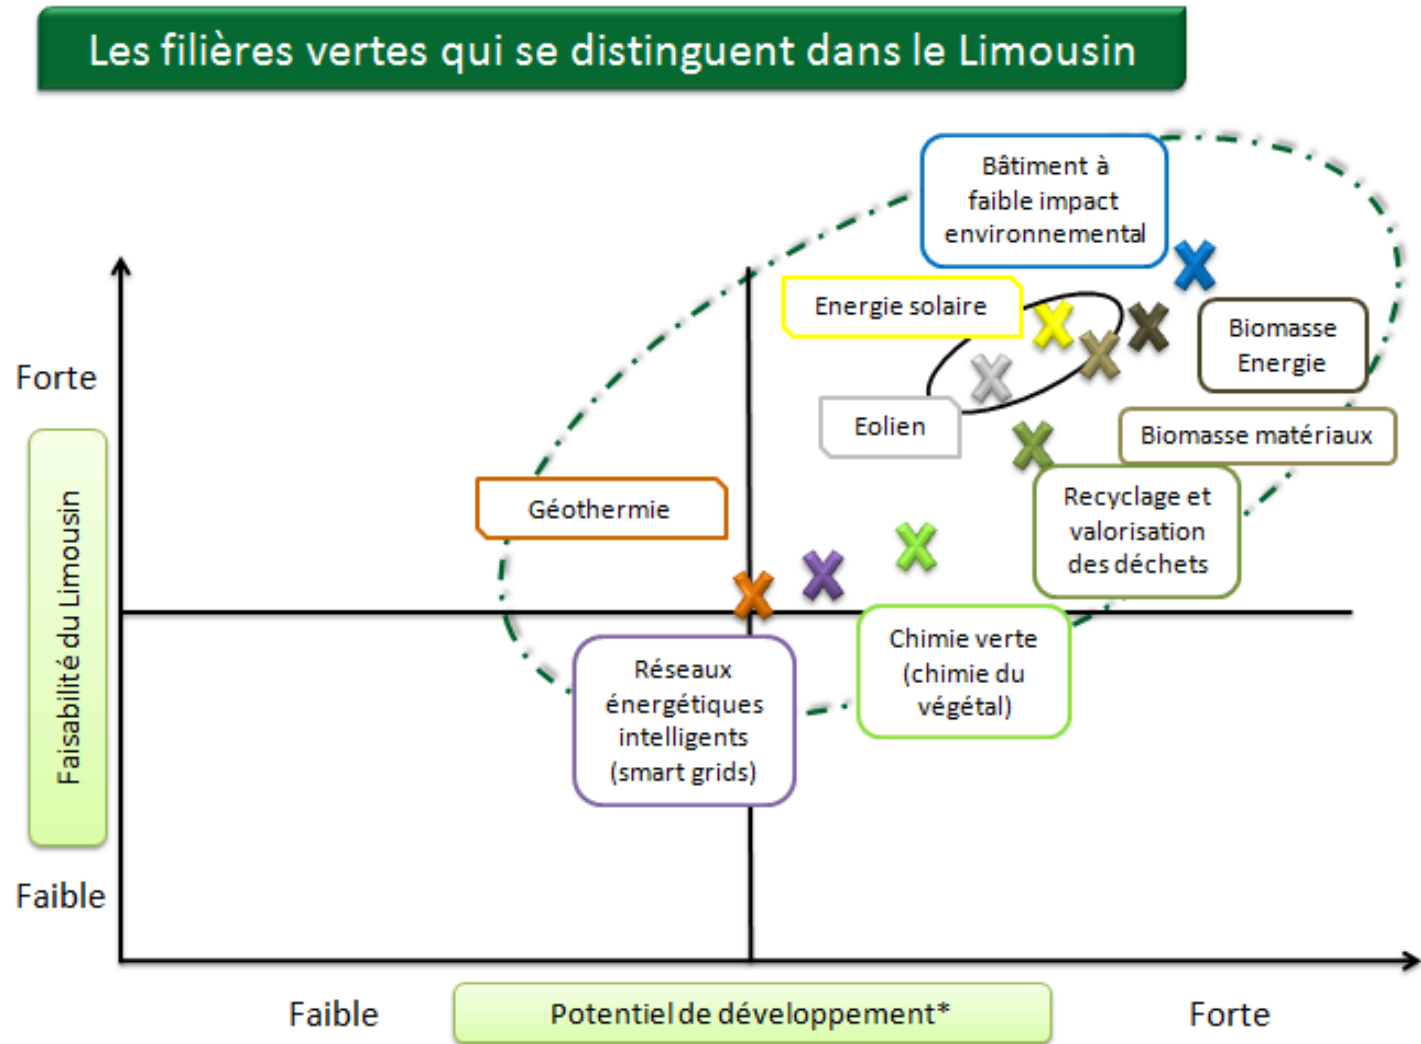 Les filières vertes qui se distinguent dans le Limousin
Bâtiment à
faible impact
environnemental
Energie solaire
Biomasse
Energie
Forte
Eolien
Biomasse matériaux
Géothermie
Recyclage et
valorisation
des déchets
Faisabilité du Limousin
Chimie verte
(chimie du
végétal)
Réseaux
énergétiques
intelligents
(smart grids)
Faible
Faible
Potentiel de développement*
Forte